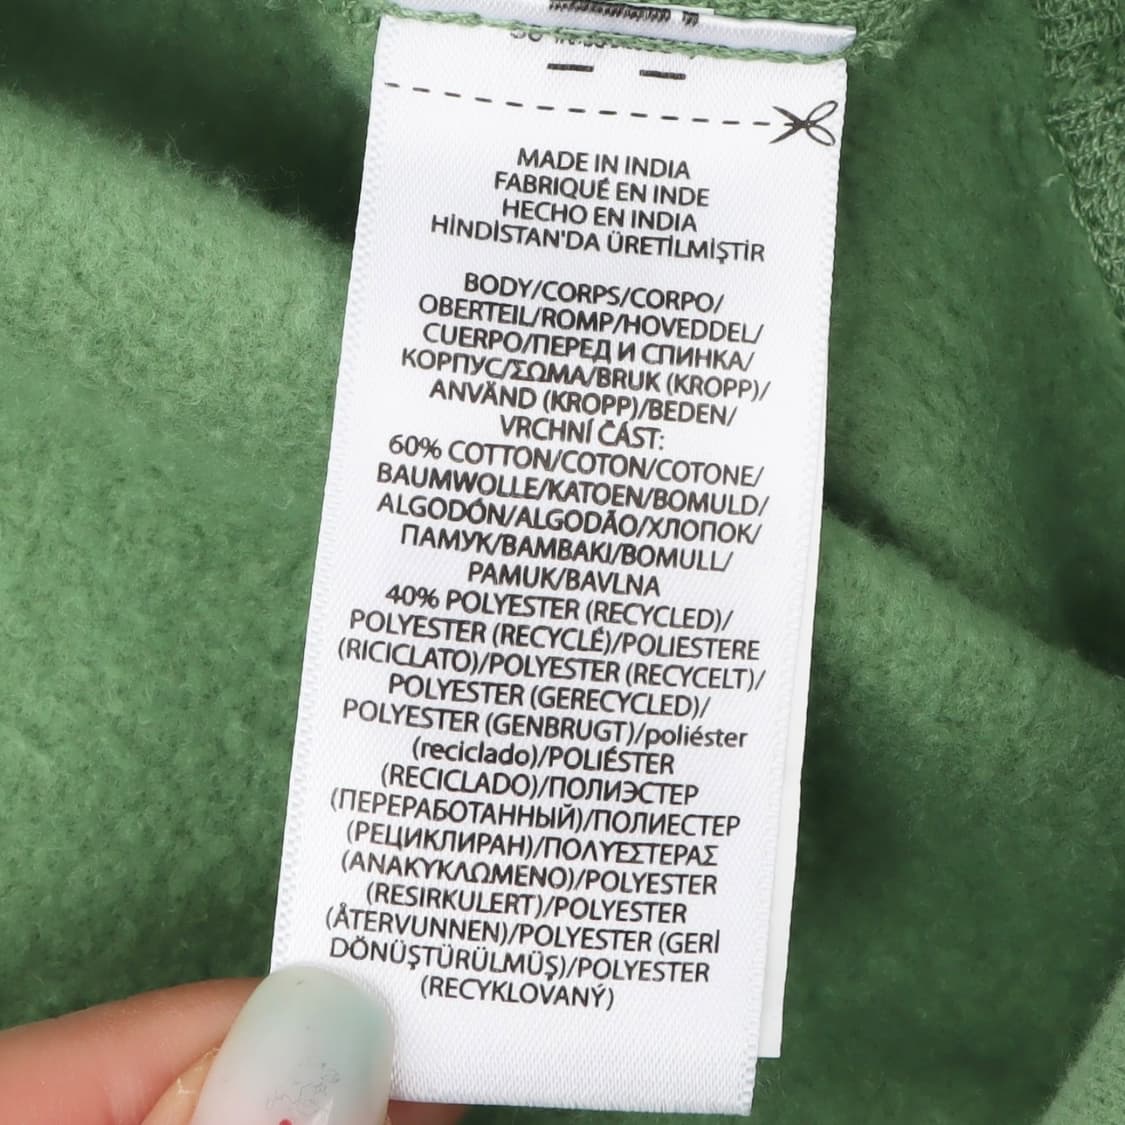 MADE IN INDIA
FABRIQUÉ EN INDE
HECHO EN INDIA
HİNDİSTAN'DA ÜRETİLMİŞTİR
BODY/CORPS/CORPO/
OBERTEIL/ROMP/HOVEDDEL/
CUERPO/ПЕРЕД И СПИНКА/
КОРПУС/ΣΩΜΑ/BRUK (KROPP)/
ANVÄND (KROPP)/BEDEN/
VRCHNÍ ČÁST:
60% COTTON/COTON/COTONE/
BAUMWOLLE/KATOEN/BOMULD/
ALGODÓN/ALGODÃO/ХЛОПОК/
ПАМУК/ΒΑΜΒΑΚΙ/BOMULL/
PAMUK/BAVLNA
40% POLYESTER (RECYCLED)/
POLYESTER (RECYCLÉ)/POLIESTERE
(RICICLATO)/POLYESTER (RECYCELT)/
POLYESTER (GERECYCLED)/
POLYESTER (GENBRUGT)/poliéster
(reciclado)/POLIÉSTER
(RECICLADO)/ПОЛИЭСТЕР
(ПЕРЕРАБОТАННЫЙ)/ПОЛИЕСТЕР
(РЕЦИКЛИРАН)/ΠΟΛΥΕΣΤΕΡΑΣ
(ΑΝΑΚΥΚΛΩΜΕΝΟ)/POLYESTER
(RESIRKULERT)/POLYESTER
(ÅTERVUNNEN)/POLYESTER (GERİ
DÖNÜŞTÜRÜLMÜŞ)/POLYESTER
(RECYKLOVANÝ)